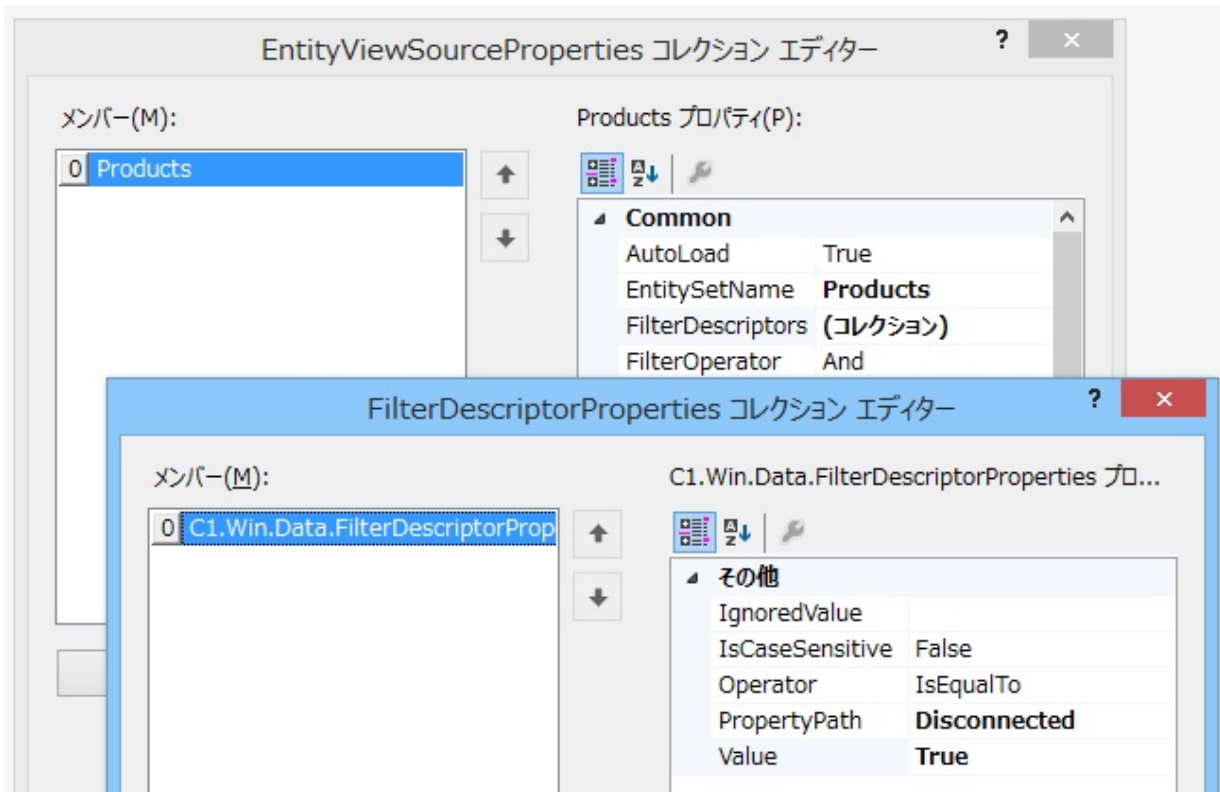 EntityViewSourceProperties コレクション エディター
?
×
メンバー(M):
Products プロパティ(P):
0 Products
Common
AutoLoad True
EntitySetName Products
FilterDescriptors (コレクション)
FilterOperator And
FilterDescriptorProperties コレクション エディター
?
×
メンバー(M):
C1.Win.Data.FilterDescriptorProperties プロ...
0 C1.Win.Data.FilterDescriptorProp
その他
IgnoredValue
IsCaseSensitive False
Operator IsEqualTo
PropertyPath Disconnected
Value True